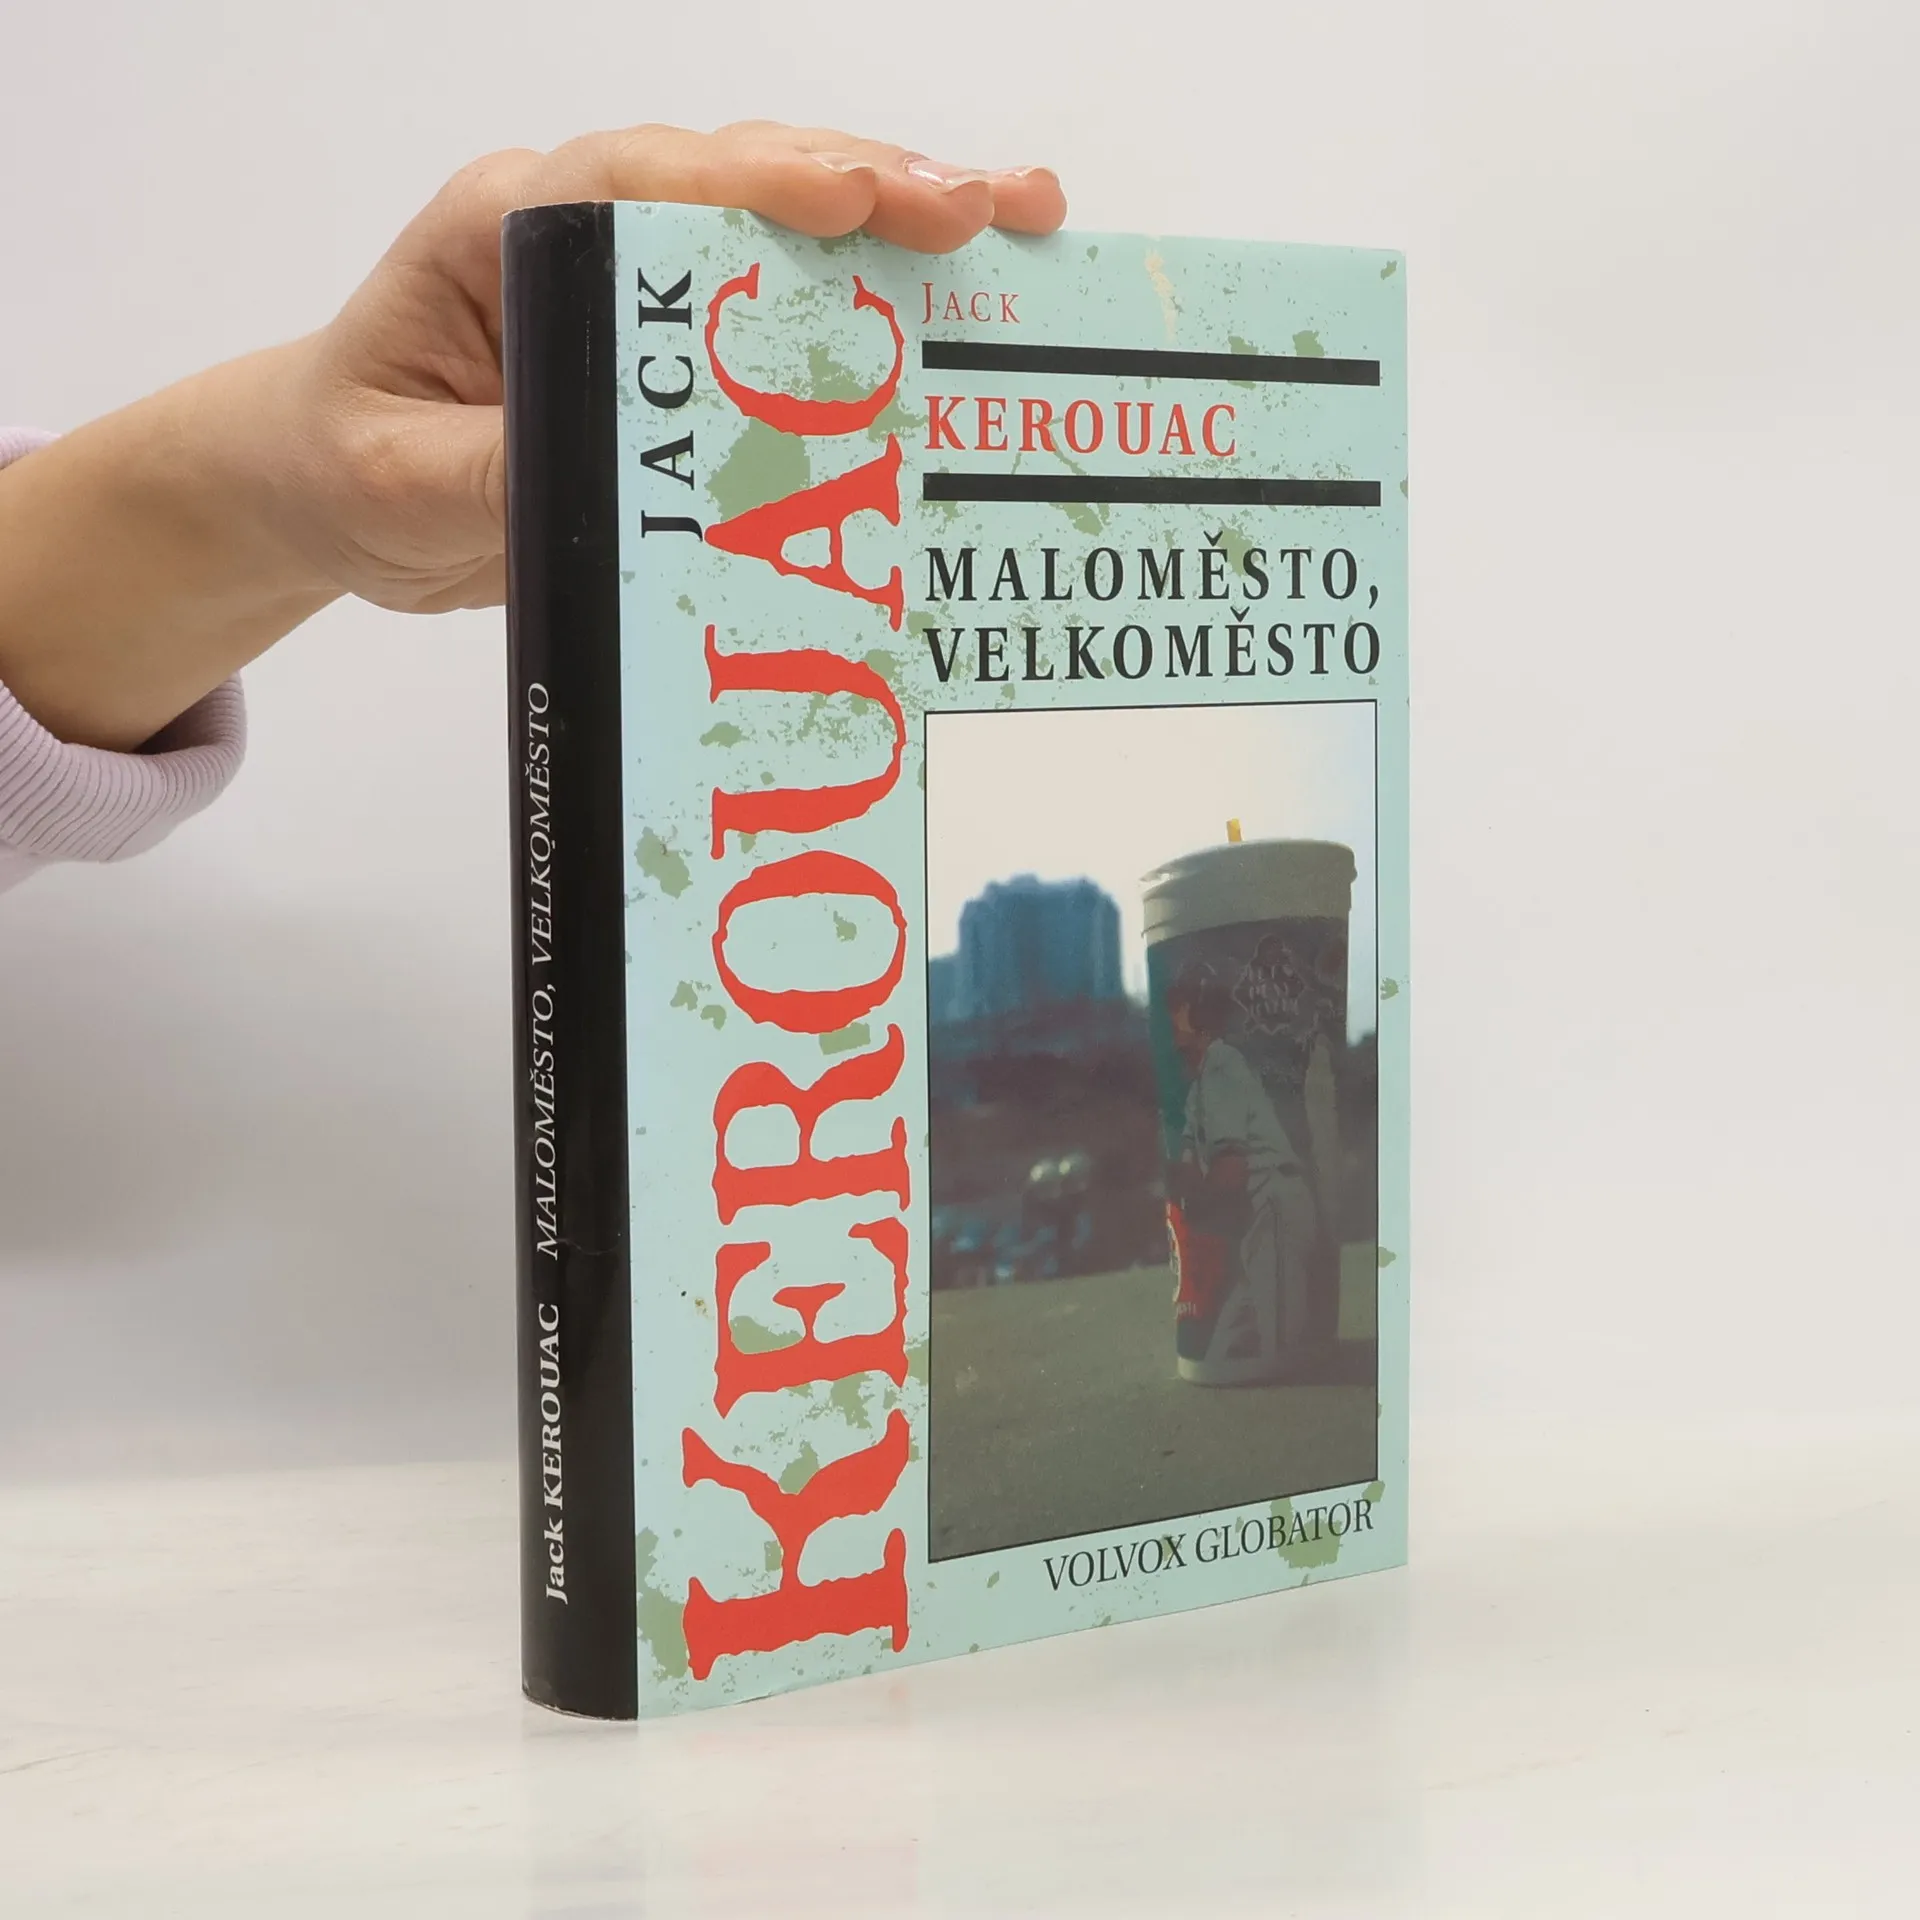 Jack KEROUAC MALOMĚSTO, VELKOMĚSTO
JACK
KEROUAC
JACK
KEROUAC
MALOMĚSTO,
VELKOMĚSTO
VOLVOX GLOBATOR